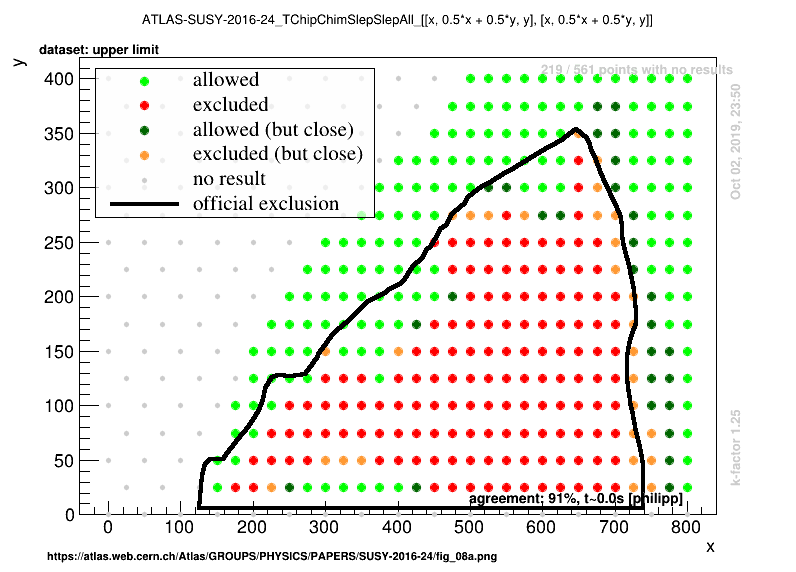 ATLAS-SUSY-2016-24_TChipChimSlepSlepAll_[[x, 0.5*x + 0.5*y, y], [x, 0.5*x + 0.5*y, y]]
dataset: upper limit
y
219 / 561 points with no results
400
350
300
250
200
150
100
50
0
allowed
excluded
allowed (but close)
excluded (but close)
no result
official exclusion
Oct 02, 2019, 23:50
k-factor 1.25
agreement: 91%, t~0.0s [philipp]
0 100 200 300 400 500 600 700 800
x
https://atlas.web.cern.ch/Atlas/GROUPS/PHYSICS/PAPERS/SUSY-2016-24/fig_08a.png